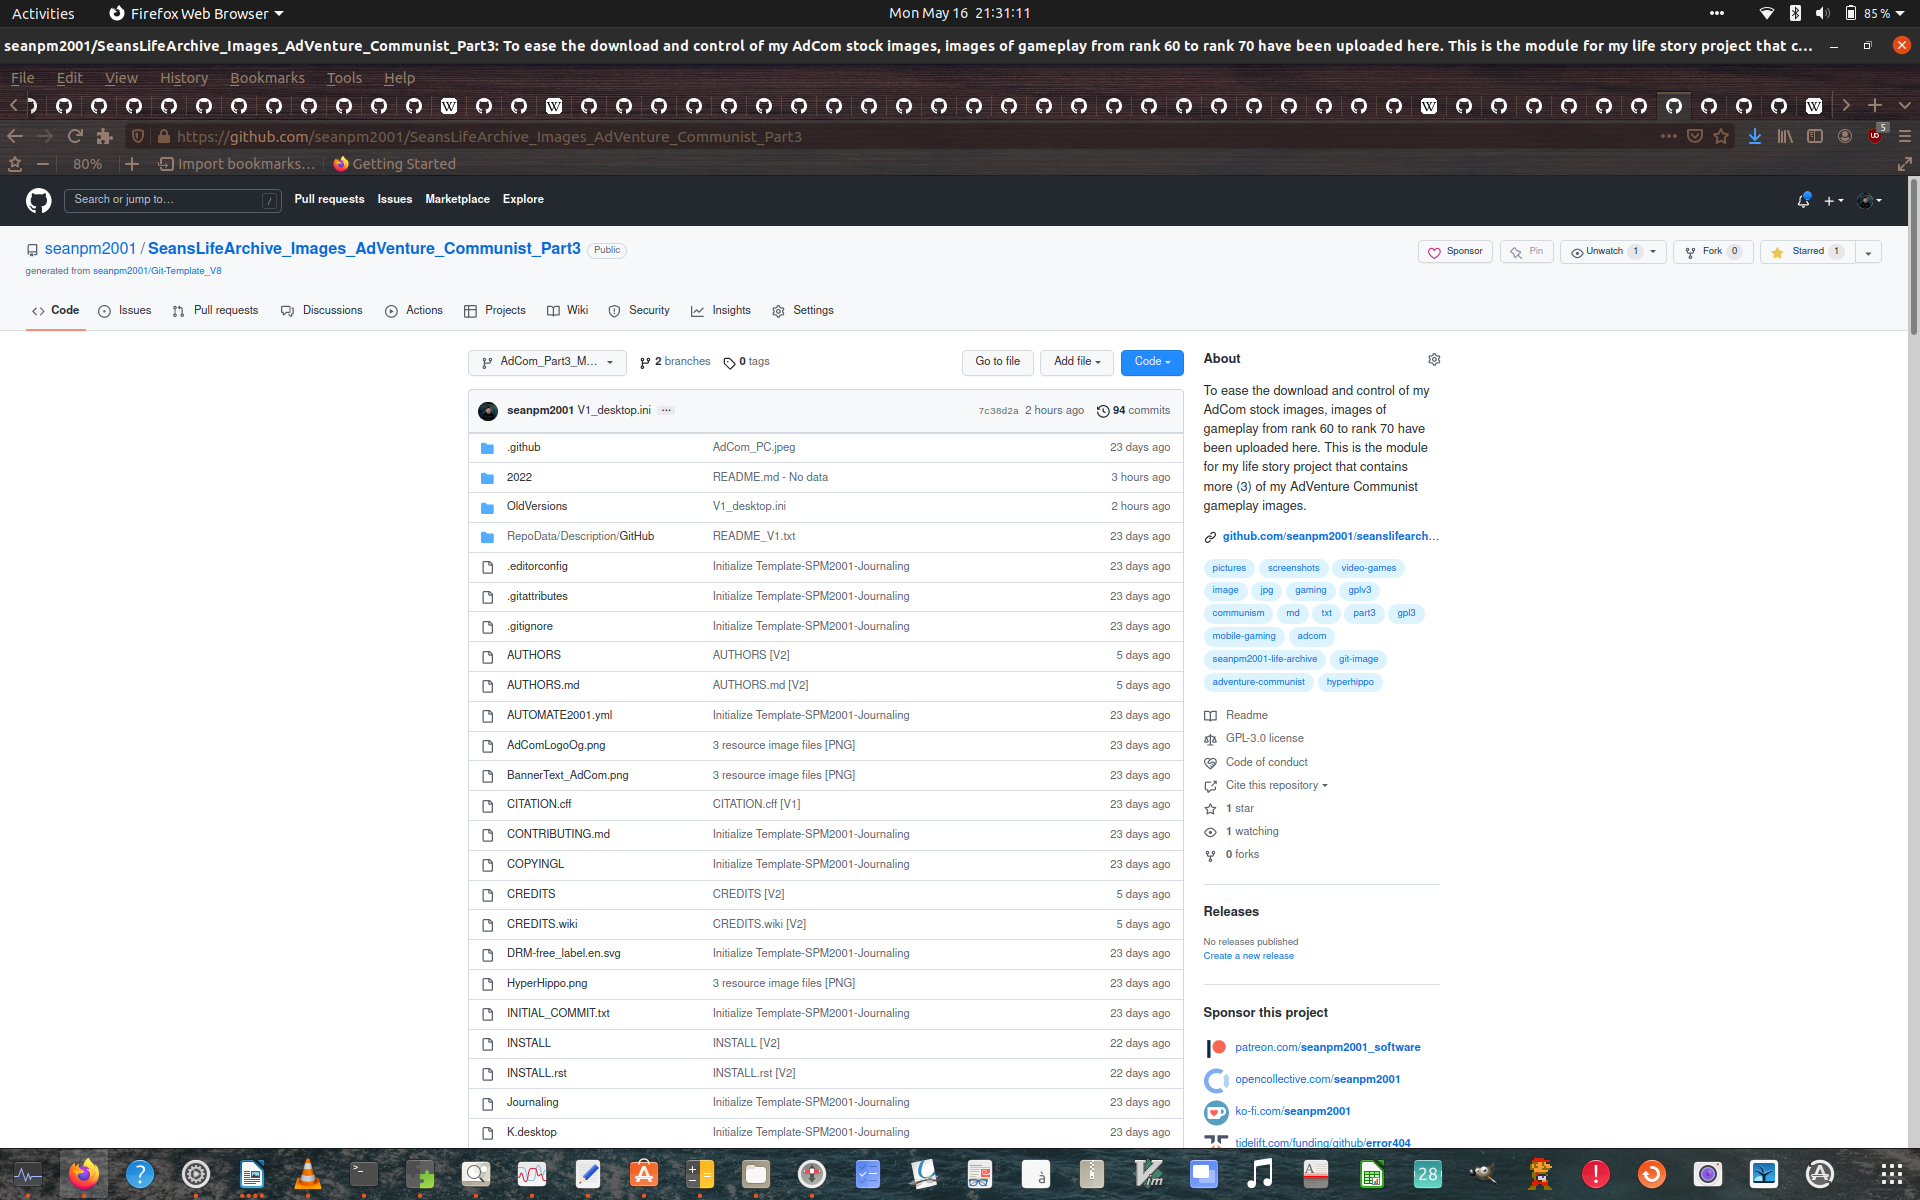 Activities Firefox Web Browser Mon May 16 21:31:11 85 %
seanpm2001/SeansLifeArchive_Images_AdVenture_Communist_Part3: To ease the download and control of my AdCom stock images, images of gameplay from rank 60 to rank 70 have been uploaded here. This is the module for my life story project that c…
File Edit View History Bookmarks Tools Help
https://github.com/seanpm2001/SeansLifeArchive_Images_AdVenture_Communist_Part3 5
80% Import bookmarks… Getting Started
Search or jump to… / Pull requests Issues Marketplace Explore
seanpm2001 / SeansLifeArchive_Images_AdVenture_Communist_Part3 Public Sponsor Pin Unwatch 1 Fork 0 Starred 1
generated from seanpm2001/Git-Template_V8
Code Issues Pull requests Discussions Actions Projects Wiki Security Insights Settings
AdCom_Part3_M… 2 branches 0 tags Go to file Add file Code
seanpm2001 V1_desktop.ini … 7c38d2a 2 hours ago 94 commits
.github AdCom_PC.jpeg 23 days ago
2022 README.md - No data 3 hours ago
OldVersions V1_desktop.ini 2 hours ago
RepoData/Description/GitHub README_V1.txt 23 days ago
.editorconfig Initialize Template-SPM2001-Journaling 23 days ago
.gitattributes Initialize Template-SPM2001-Journaling 23 days ago
.gitignore Initialize Template-SPM2001-Journaling 23 days ago
AUTHORS AUTHORS [V2] 5 days ago
AUTHORS.md AUTHORS.md [V2] 5 days ago
AUTOMATE2001.yml Initialize Template-SPM2001-Journaling 23 days ago
AdComLogoOg.png 3 resource image files [PNG] 23 days ago
BannerText_AdCom.png 3 resource image files [PNG] 23 days ago
CITATION.cff CITATION.cff [V1] 23 days ago
CONTRIBUTING.md Initialize Template-SPM2001-Journaling 23 days ago
COPYINGL Initialize Template-SPM2001-Journaling 23 days ago
CREDITS CREDITS [V2] 5 days ago
CREDITS.wiki CREDITS.wiki [V2] 5 days ago
DRM-free_label.en.svg Initialize Template-SPM2001-Journaling 23 days ago
HyperHippo.png 3 resource image files [PNG] 23 days ago
INITIAL_COMMIT.txt Initialize Template-SPM2001-Journaling 23 days ago
INSTALL INSTALL [V2] 22 days ago
INSTALL.rst INSTALL.rst [V2] 22 days ago
Journaling Initialize Template-SPM2001-Journaling 23 days ago
K.desktop Initialize Template-SPM2001-Journaling 23 days ago
About
To ease the download and control of my
AdCom stock images, images of
gameplay from rank 60 to rank 70 have
been uploaded here. This is the module
for my life story project that contains
more (3) of my AdVenture Communist
gameplay images.
github.com/seanpm2001/seanslifearch…
pictures screenshots video-games
image jpg gaming gplv3
communism md txt part3 gpl3
mobile-gaming adcom
seanpm2001-life-archive git-image
adventure-communist hyperhippo
Readme
GPL-3.0 license
Code of conduct
Cite this repository
1 star
1 watching
0 forks
Releases
No releases published
Create a new release
Sponsor this project
patreon.com/seanpm2001_software
opencollective.com/seanpm2001
ko-fi.com/seanpm2001
tidelift.com/funding/github/error404
28